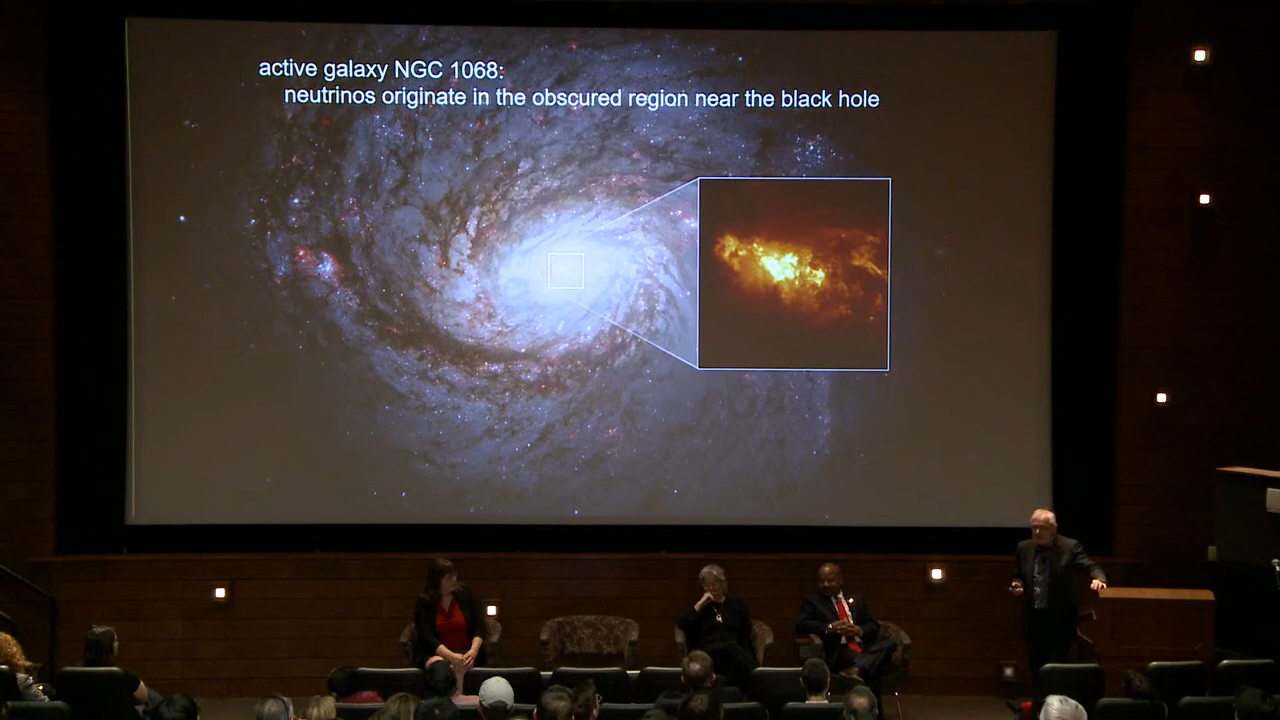 active galaxy NGC 1068:
neutrinos originate in the obscured region near the black hole